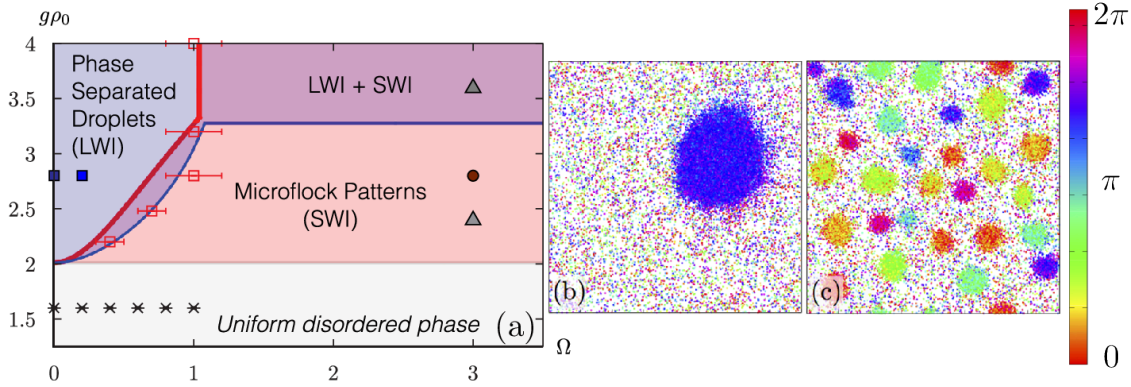 gρ₀
4
3.5
3
2.5
2
1.5
0
1
2
3
Ω
Phase
Separated
Droplets
(LWI)
LWI + SWI
Microflock Patterns
(SWI)
Uniform disordered phase
(a)
(b)
(c)
2π
π
0